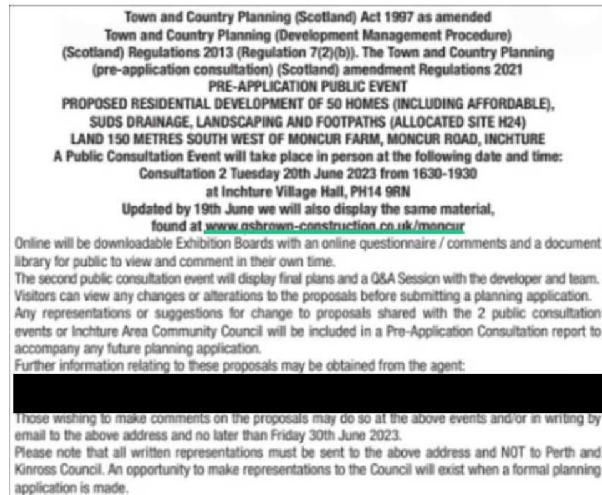 Town and Country Planning (Scotland) Act 1997 as amended
Town and Country Planning (Development Management Procedure)
(Scotland) Regulations 2013 (Regulation 7(2)(b)). The Town and Country Planning
(pre-application consultation) (Scotland) amendment Regulations 2021
PRE-APPLICATION PUBLIC EVENT
PROPOSED RESIDENTIAL DEVELOPMENT OF 50 HOMES (INCLUDING AFFORDABLE),
SUDS DRAINAGE, LANDSCAPING AND FOOTPATHS (ALLOCATED SITE H24)
LAND 150 METRES SOUTH WEST OF MONCUR FARM, MONCUR ROAD, INCHTURE
A Public Consultation Event will take place in person at the following date and time:
Consultation 2 Tuesday 20th June 2023 from 1630-1930
at Inchture Village Hall, PH14 9RN
Updated by 19th June we will also display the same material,
found at www.gsbrown-construction.co.uk/moncur
Online will be downloadable Exhibition Boards with an online questionnaire / comments and a document
library for public to view and comment in their own time.
The second public consultation event will display final plans and a Q&A Session with the developer and team.
Visitors can view any changes or alterations to the proposals before submitting a planning application.
Any representations or suggestions for change to proposals shared with the 2 public consultation
events or Inchture Area Community Council will be included in a Pre-Application Consultation report to
accompany any future planning application.
Further information relating to these proposals may be obtained from the agent:
Those wishing to make comments on the proposals may do so at the above events and/or in writing by
email to the above address and no later than Friday 30th June 2023.
Please note that all written representations must be sent to the above address and NOT to Perth and
Kinross Council. An opportunity to make representations to the Council will exist when a formal planning
application is made.